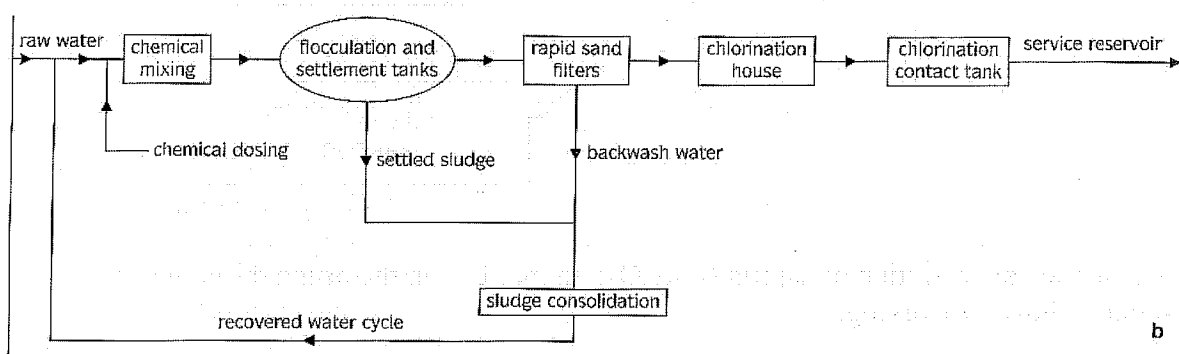 raw water
chemical
mixing
flocculation and
settlement tanks
rapid sand
filters
chlorination
house
chlorination
contact tank
service reservoir
chemical dosing
settled sludge
backwash water
sludge consolidation
recovered water cycle
b